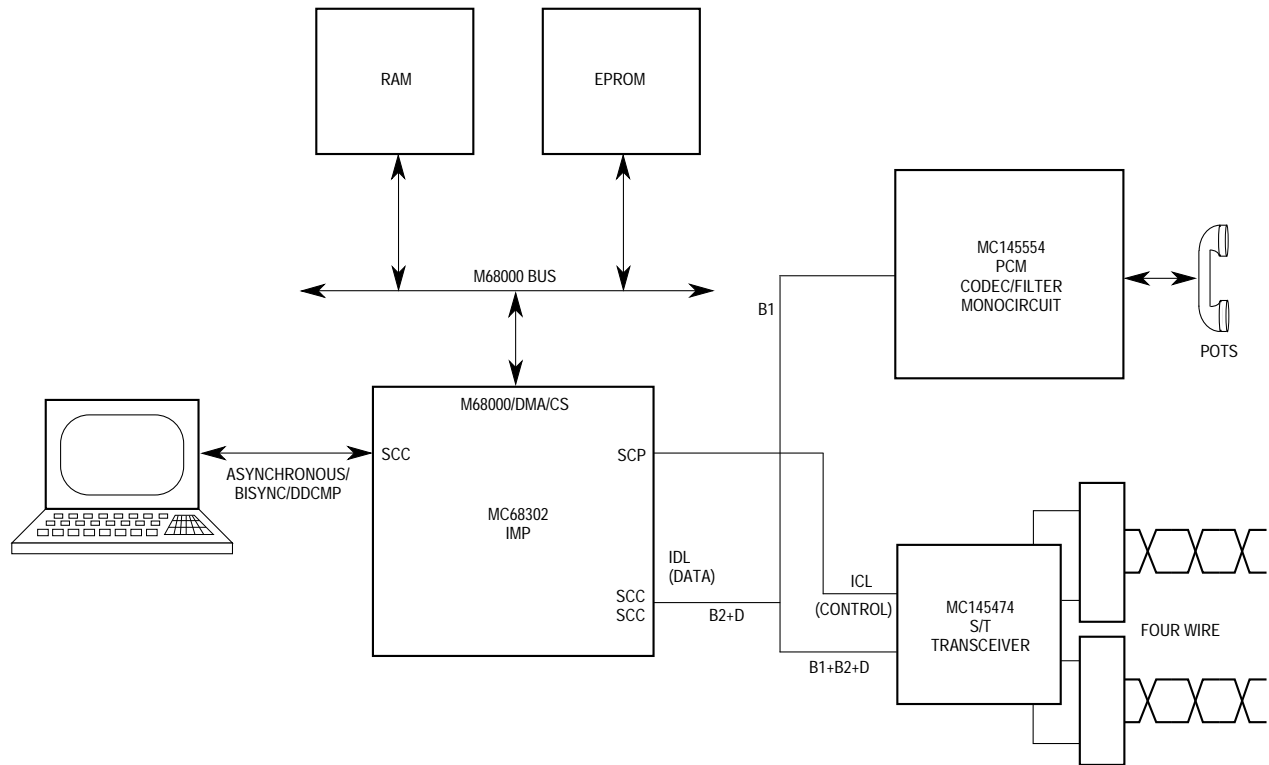 RAM
EPROM
M68000 BUS
MC145554
PCM
CODEC/FILTER
MONOCIRCUIT
POTS
B1
M68000/DMA/CS
SCC
SCP
ASYNCHRONOUS/
BISYNC/DDCMP
MC68302
IMP
IDL
(DATA)
SCC
SCC
B2+D
ICL
(CONTROL)
B1+B2+D
MC145474
S/T
TRANSCEIVER
FOUR WIRE